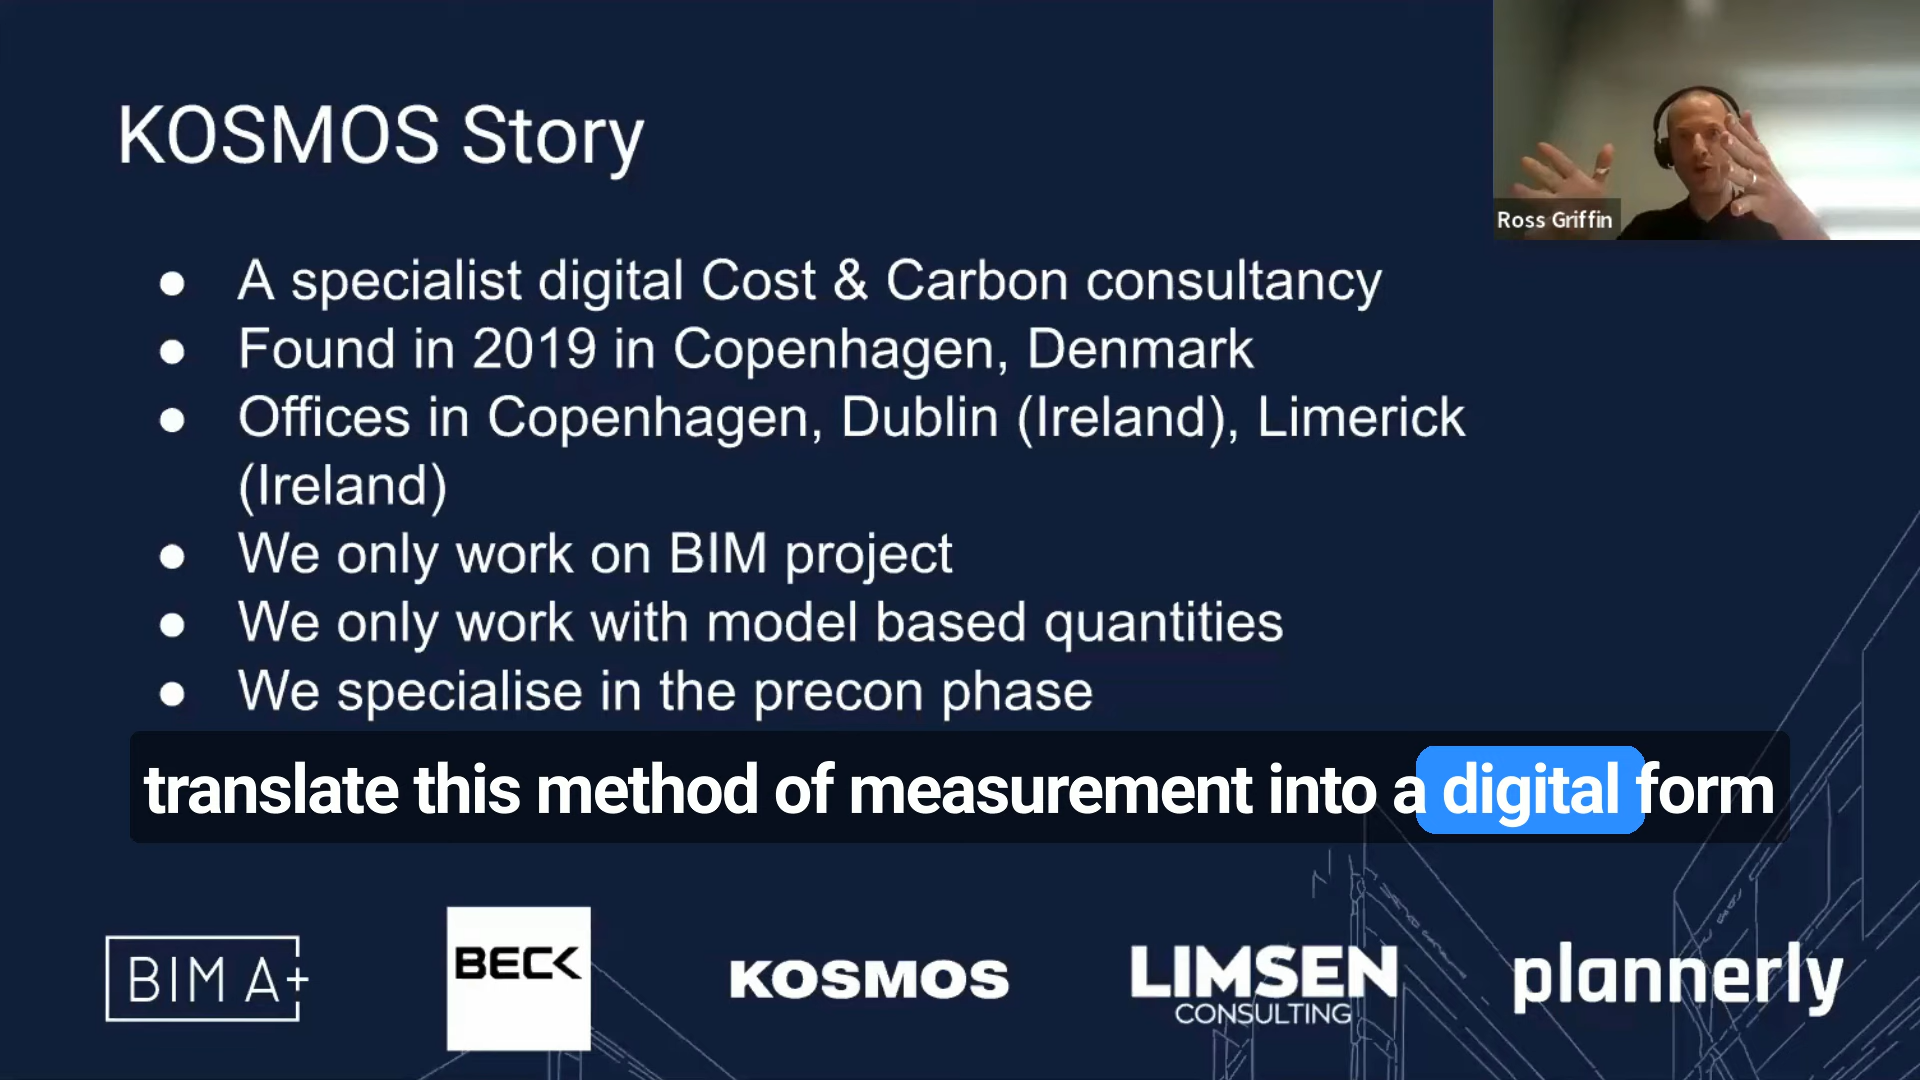 KOSMOS Story
Ross Griffin
● A specialist digital Cost & Carbon consultancy
● Found in 2019 in Copenhagen, Denmark
● Offices in Copenhagen, Dublin (Ireland), Limerick
(Ireland)
● We only work on BIM project
● We only work with model based quantities
● We specialise in the precon phase
translate this method of measurement into a digital form
BIM A+
BECK
KOSMOS
LIMSEN
CONSULTING
plannerly